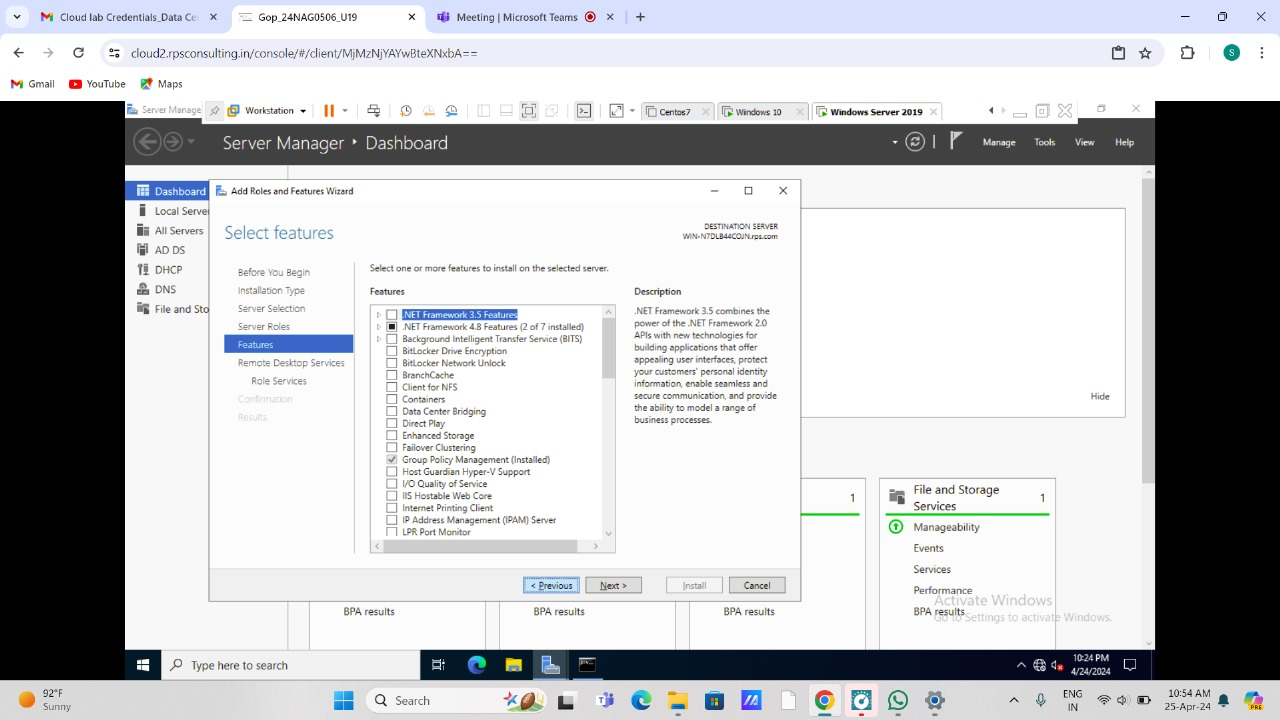 cloud2.rpsconsulting.in
Gop_24NAG0506_U19
Meeting | Microsoft Teams
cloud2.rpsconsulting.in/console/#/client/MjMzNjYAYwBteXNxbA==
S
Gmail
YouTube
Maps
Server Manage
Workstation
Centos7
Windows 10
Windows Server 2019
Server Manager
Dashboard
Manage
Tools
View
Help
Dashboard
Local Serve
All Servers
AD DS
DHCP
DNS
File and Sto
Add Roles and Features Wizard
Select features
DESTINATION SERVER
WIN-N7DLB44COJN.rps.com
Before You Begin
Installation Type
Server Selection
Server Roles
Features
Remote Desktop Services
Role Services
Confirmation
Results
Select one or more features to install on the selected server.
Features
.NET Framework 3.5 Features
.NET Framework 4.8 Features (2 of 7 installed)
Background Intelligent Transfer Service (BITS)
BitLocker Drive Encryption
BitLocker Network Unlock
BranchCache
Client for NFS
Containers
Data Center Bridging
Direct Play
Enhanced Storage
Failover Clustering
Group Policy Management (Installed)
Host Guardian Hyper-V Support
I/O Quality of Service
IIS Hostable Web Core
Internet Printing Client
IP Address Management (IPAM) Server
LPR Port Monitor
Description
.NET Framework 3.5 combines the
power of the .NET Framework 2.0
APIs with new technologies for
building applications that offer
appealing user interfaces, protect
your customers' personal identity
information, enable seamless and
secure communication, and provide
the ability to model a range of
business processes.
< Previous
Next >
Install
Cancel
Hide
1
File and Storage
Services
1
Manageability
Events
Services
Performance
BPA results
BPA results
BPA results
BPA results
Activate Windows
Go to Settings to activate Windows.
Type here to search
10:24 PM
4/24/2024
92°F
Sunny
Search
ENG
IN
10:54 AM
25-Apr-24
PRE